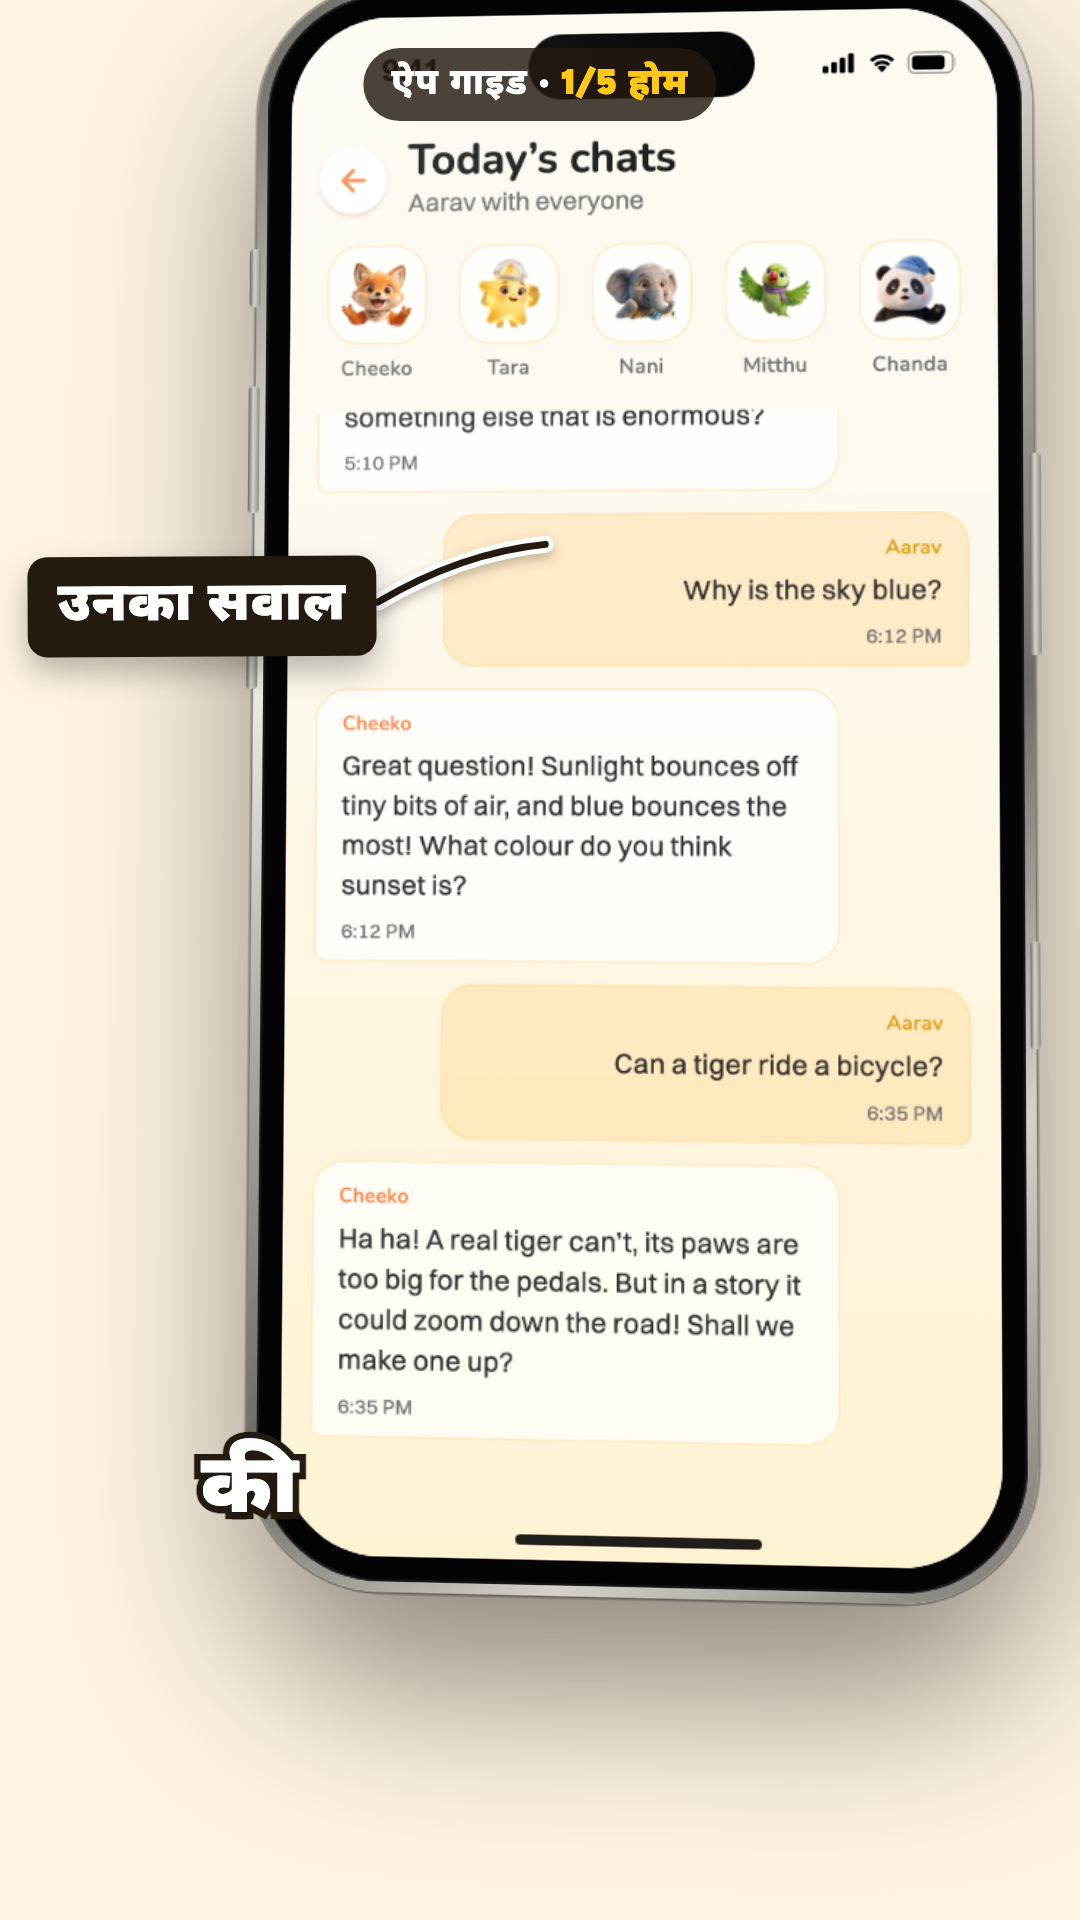 ऐप गाइड · 1/5 होम
Today’s chats
Aarav with everyone
Cheeko
Tara
Nani
Mitthu
Chanda
something else that is enormous?
5:10 PM
उनका सवाल
Aarav
Why is the sky blue?
6:12 PM
Cheeko
Great question! Sunlight bounces off
tiny bits of air, and blue bounces the
most! What colour do you think
sunset is?
6:12 PM
Aarav
Can a tiger ride a bicycle?
6:35 PM
Cheeko
Ha ha! A real tiger can’t, its paws are
too big for the pedals. But in a story it
could zoom down the road! Shall we
make one up?
6:35 PM
की